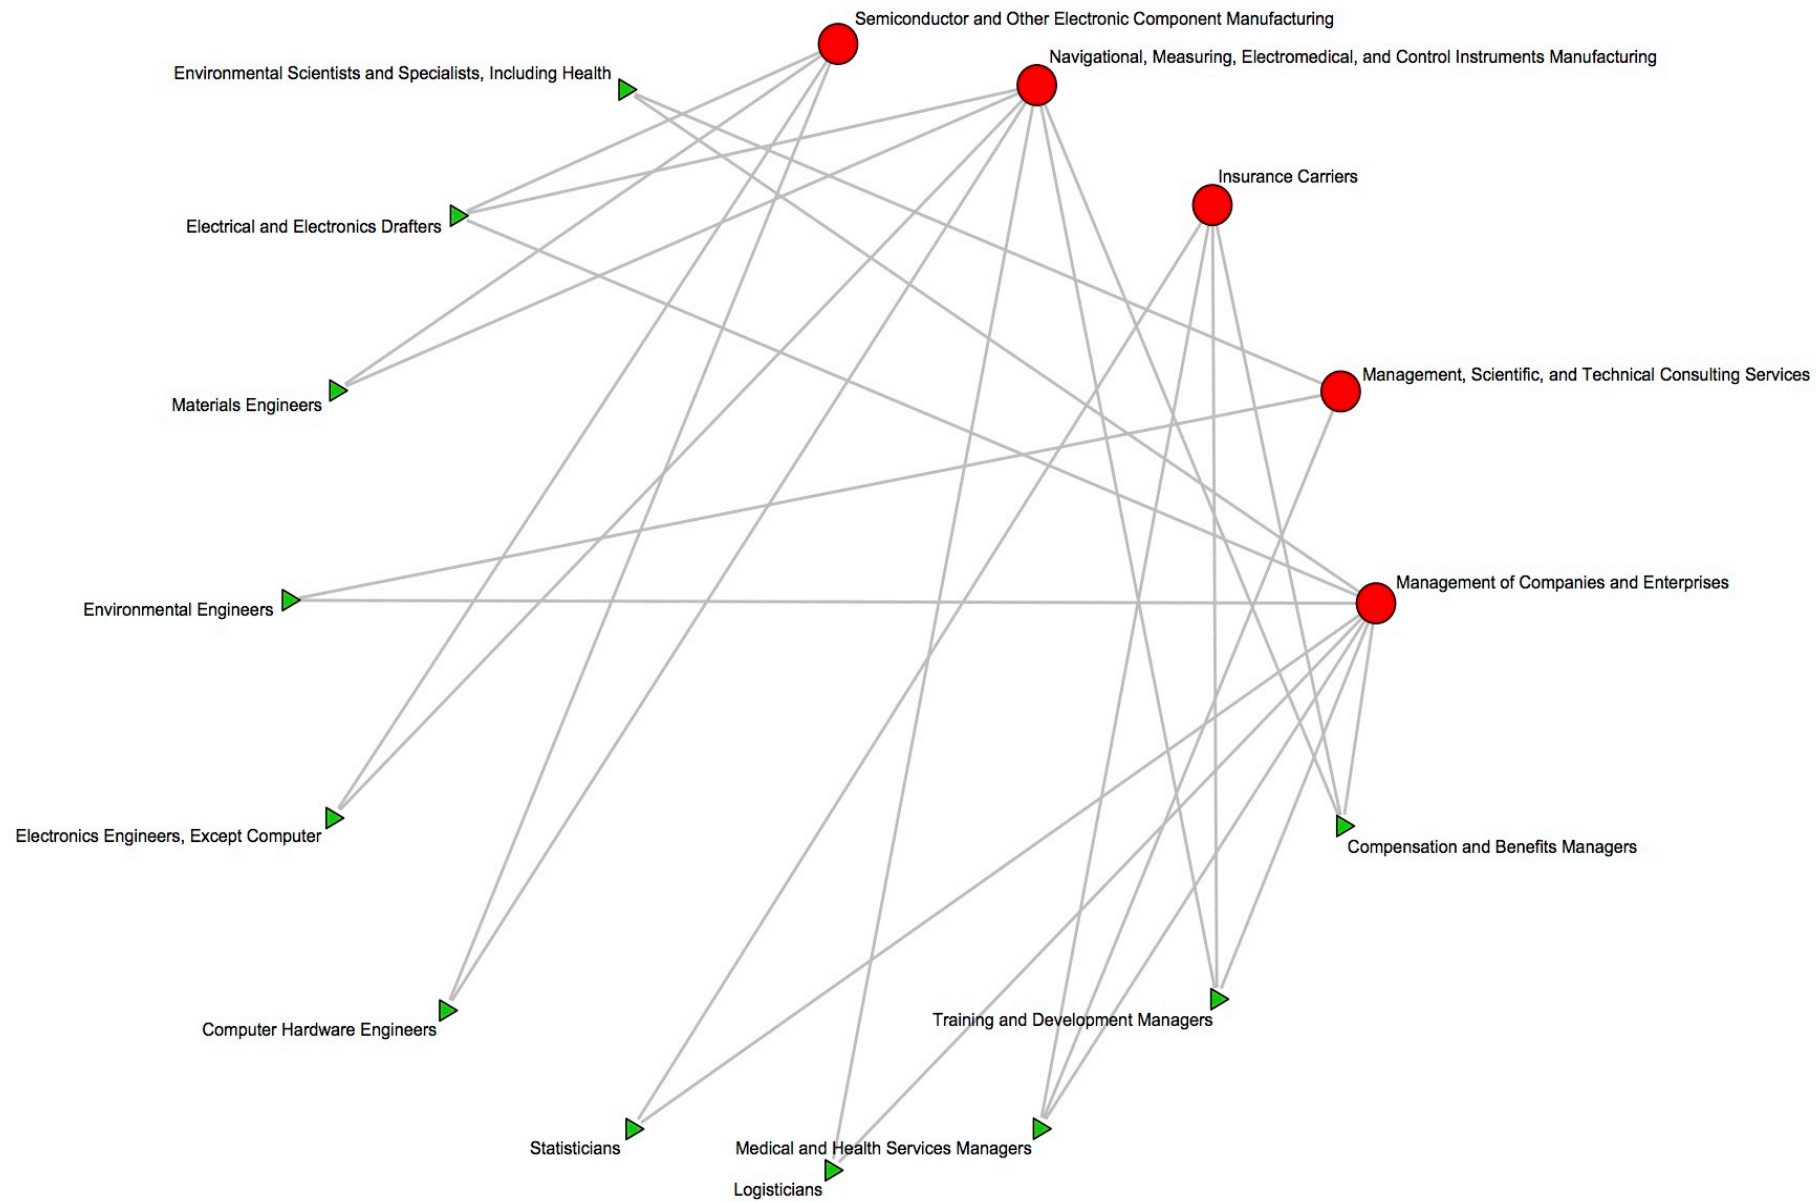 Semiconductor and Other Electronic Component Manufacturing
Navigational, Measuring, Electromedical, and Control Instruments Manufacturing
Environmental Scientists and Specialists, Including Health
Insurance Carriers
Electrical and Electronics Drafters
Management, Scientific, and Technical Consulting Services
Materials Engineers
Management of Companies and Enterprises
Environmental Engineers
Electronics Engineers, Except Computer
Compensation and Benefits Managers
Training and Development Managers
Computer Hardware Engineers
Statisticians
Medical and Health Services Managers
Logisticians